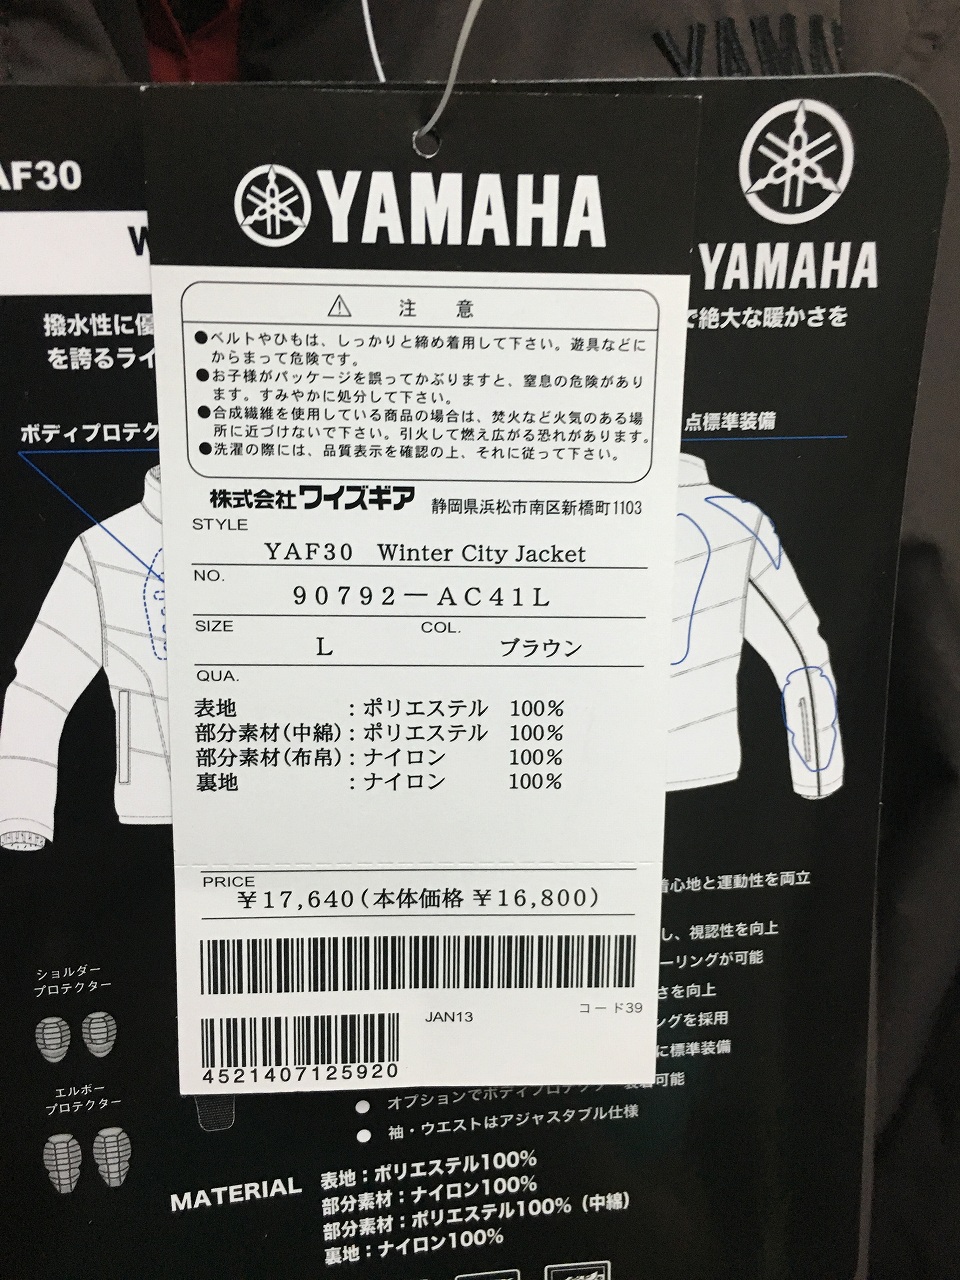 YAMA
YAMAHA
注 意
●ベルトやひもは、しっかりと締め着用して下さい。遊具などに
からまって危険です。
●お子様がパッケージを誤ってかぶりますと、窒息の危険があり
ます。すみやかに処分して下さい。
●合成繊維を使用している商品の場合は、焚火など火気のある場
所に近づけないで下さい。引火して燃え広がる恐れがあります。
●洗濯の際には、品質表示を確認の上、それに従って下さい。
株式会社ワイズギア 静岡県浜松市南区新橋町1103
STYLE
YAF30 Winter City Jacket
NO.
90792-AC41L
SIZE L COL. ブラウン
QUA.
表地 : ポリエステル 100%
部分素材(中綿) : ポリエステル 100%
部分素材(布帛) : ナイロン 100%
裏地 : ナイロン 100%
PRICE
¥17,640(本体価格 ¥16,800)
JAN13 コード39
4521407125920
AF30
YAMAHA
W
撥水性に優
で絶大な暖かさを
を誇るライ
ボディプロテク
点標準装備
着心地と運動性を両立
し、視認性を向上
ーリングが可能
さを向上
ングを採用
に標準装備
ショルダー
プロテクター
エルボー
プロテクター
● オプションでボディプロテクター装着可能
● 袖・ウエストはアジャスタブル仕様
MATERIAL
表地：ポリエステル100%
部分素材：ナイロン100%
部分素材：ポリエステル100%（中綿）
裏地：ナイロン100%